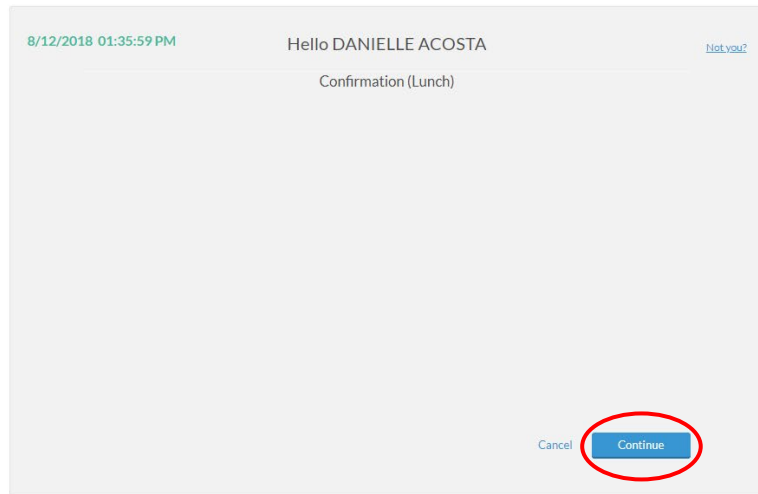 8/12/2018 01:35:59 PM
Hello DANIELLE ACOSTA
Not you?
Confirmation (Lunch)
Cancel
Continue